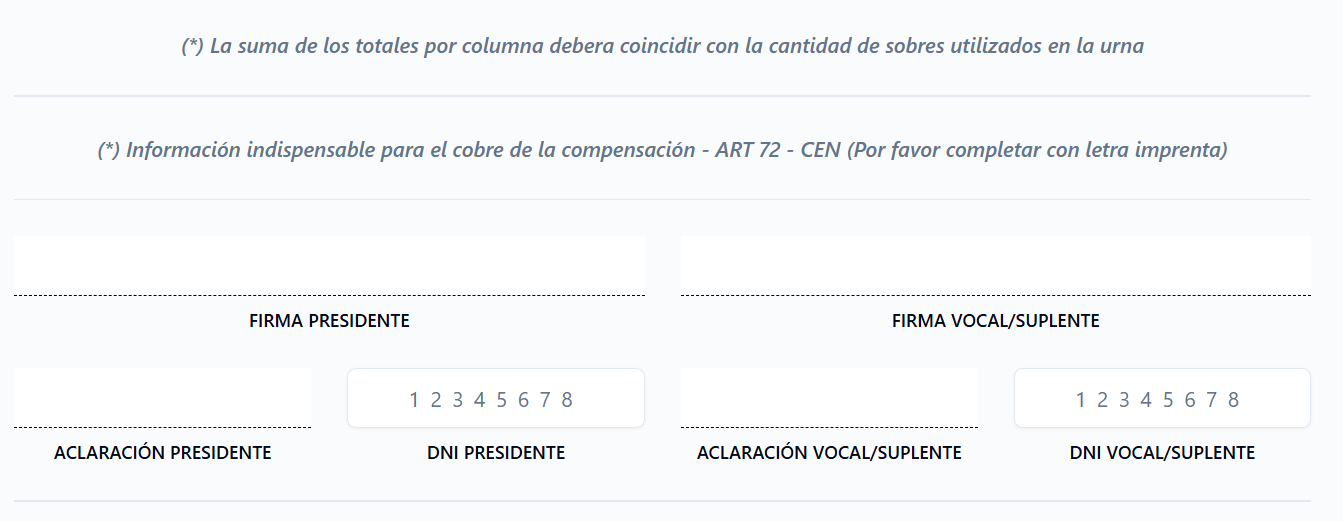 (*) La suma de los totales por columna debera coincidir con la cantidad de sobres utilizados en la urna
(*) Información indispensable para el cobre de la compensación - ART 72 - CEN (Por favor completar con letra imprenta)
FIRMA PRESIDENTE
FIRMA VOCAL/SUPLENTE
1 2 3 4 5 6 7 8
1 2 3 4 5 6 7 8
ACLARACIÓN PRESIDENTE
DNI PRESIDENTE
ACLARACIÓN VOCAL/SUPLENTE
DNI VOCAL/SUPLENTE